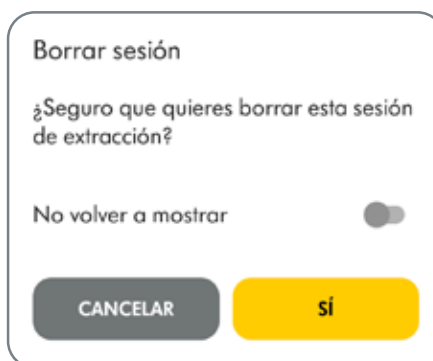 Borrar sesión
¿Seguro que quieres borrar esta sesión
de extracción?
No volver a mostrar
CANCELAR
SÍ